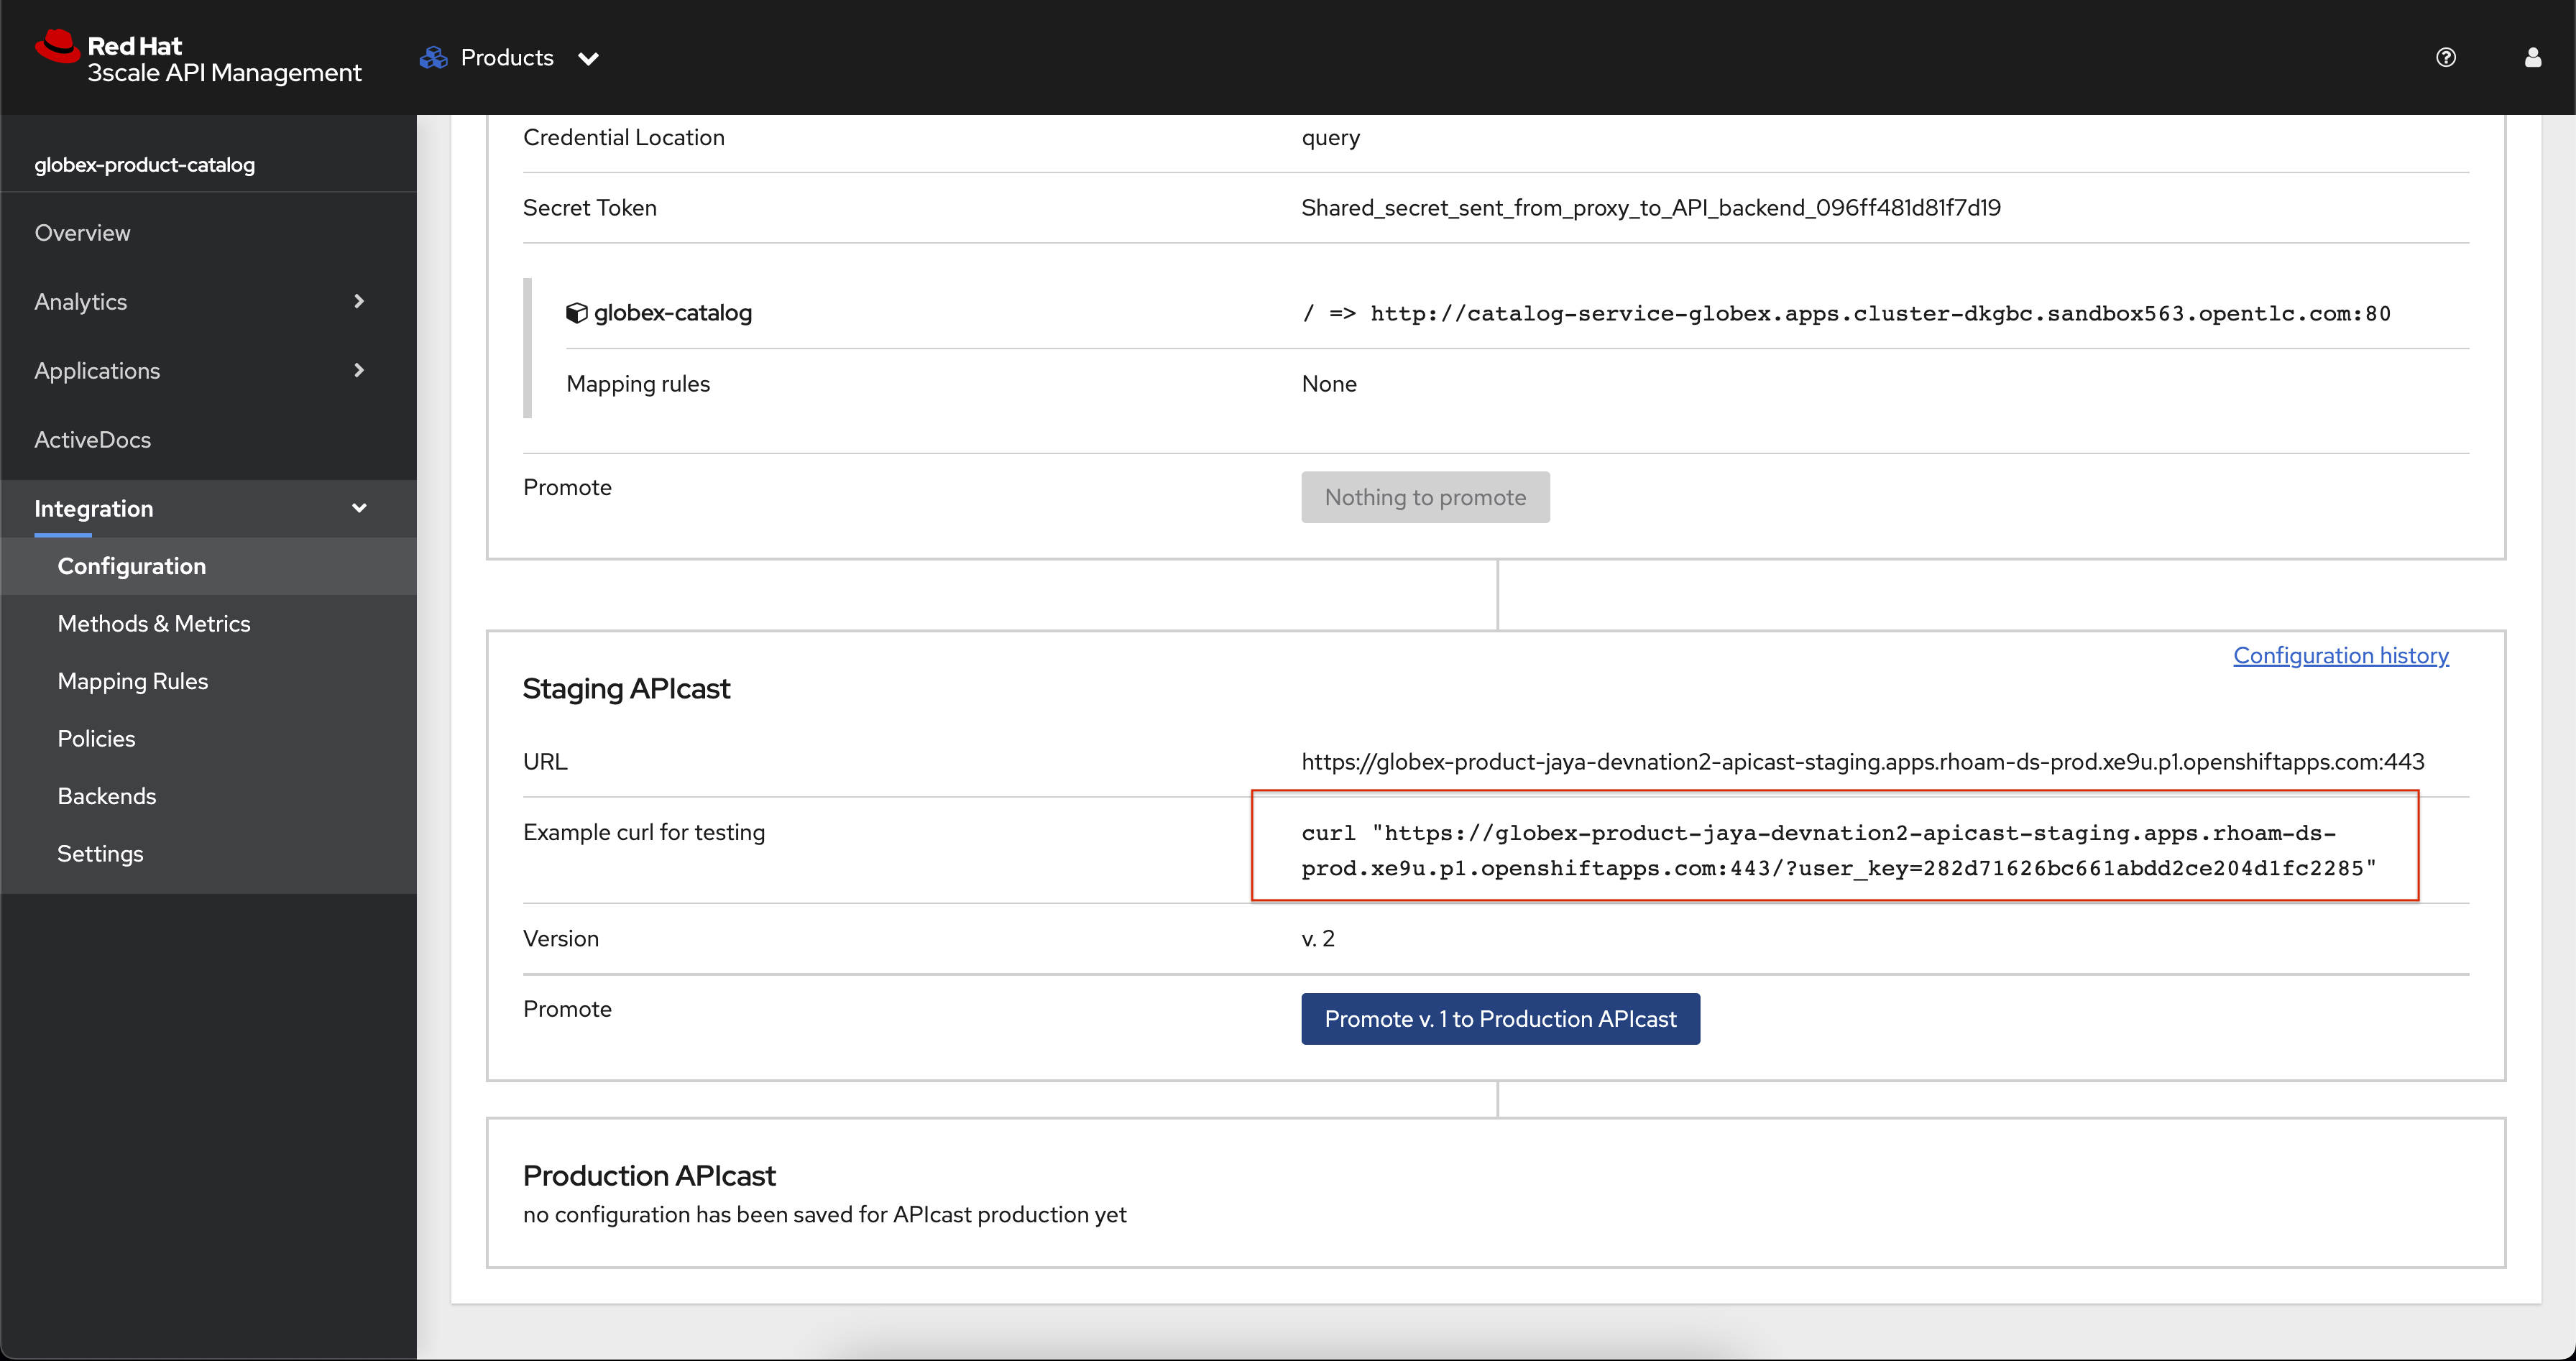 Red Hat
3scale API Management
Products
globex-product-catalog
Overview
Analytics
Applications
ActiveDocs
Integration
Configuration
Methods & Metrics
Mapping Rules
Policies
Backends
Settings
Credential Location query
Secret Token Shared_secret_sent_from_proxy_to_API_backend_096ff481d81f7d19
globex-catalog / => http://catalog-service-globex.apps.cluster-dkgbc.sandbox563.opentlc.com:80
Mapping rules None
Promote Nothing to promote
Configuration history
Staging APIcast
URL https://globex-product-jaya-devnation2-apicast-staging.apps.rhoam-ds-prod.xe9u.p1.openshiftapps.com:443
Example curl for testing curl "https://globex-product-jaya-devnation2-apicast-staging.apps.rhoam-ds-
prod.xe9u.p1.openshiftapps.com:443/?user_key=282d71626bc661abdd2ce204d1fc2285"
Version v. 2
Promote Promote v. 1 to Production APIcast
Production APIcast
no configuration has been saved for APIcast production yet